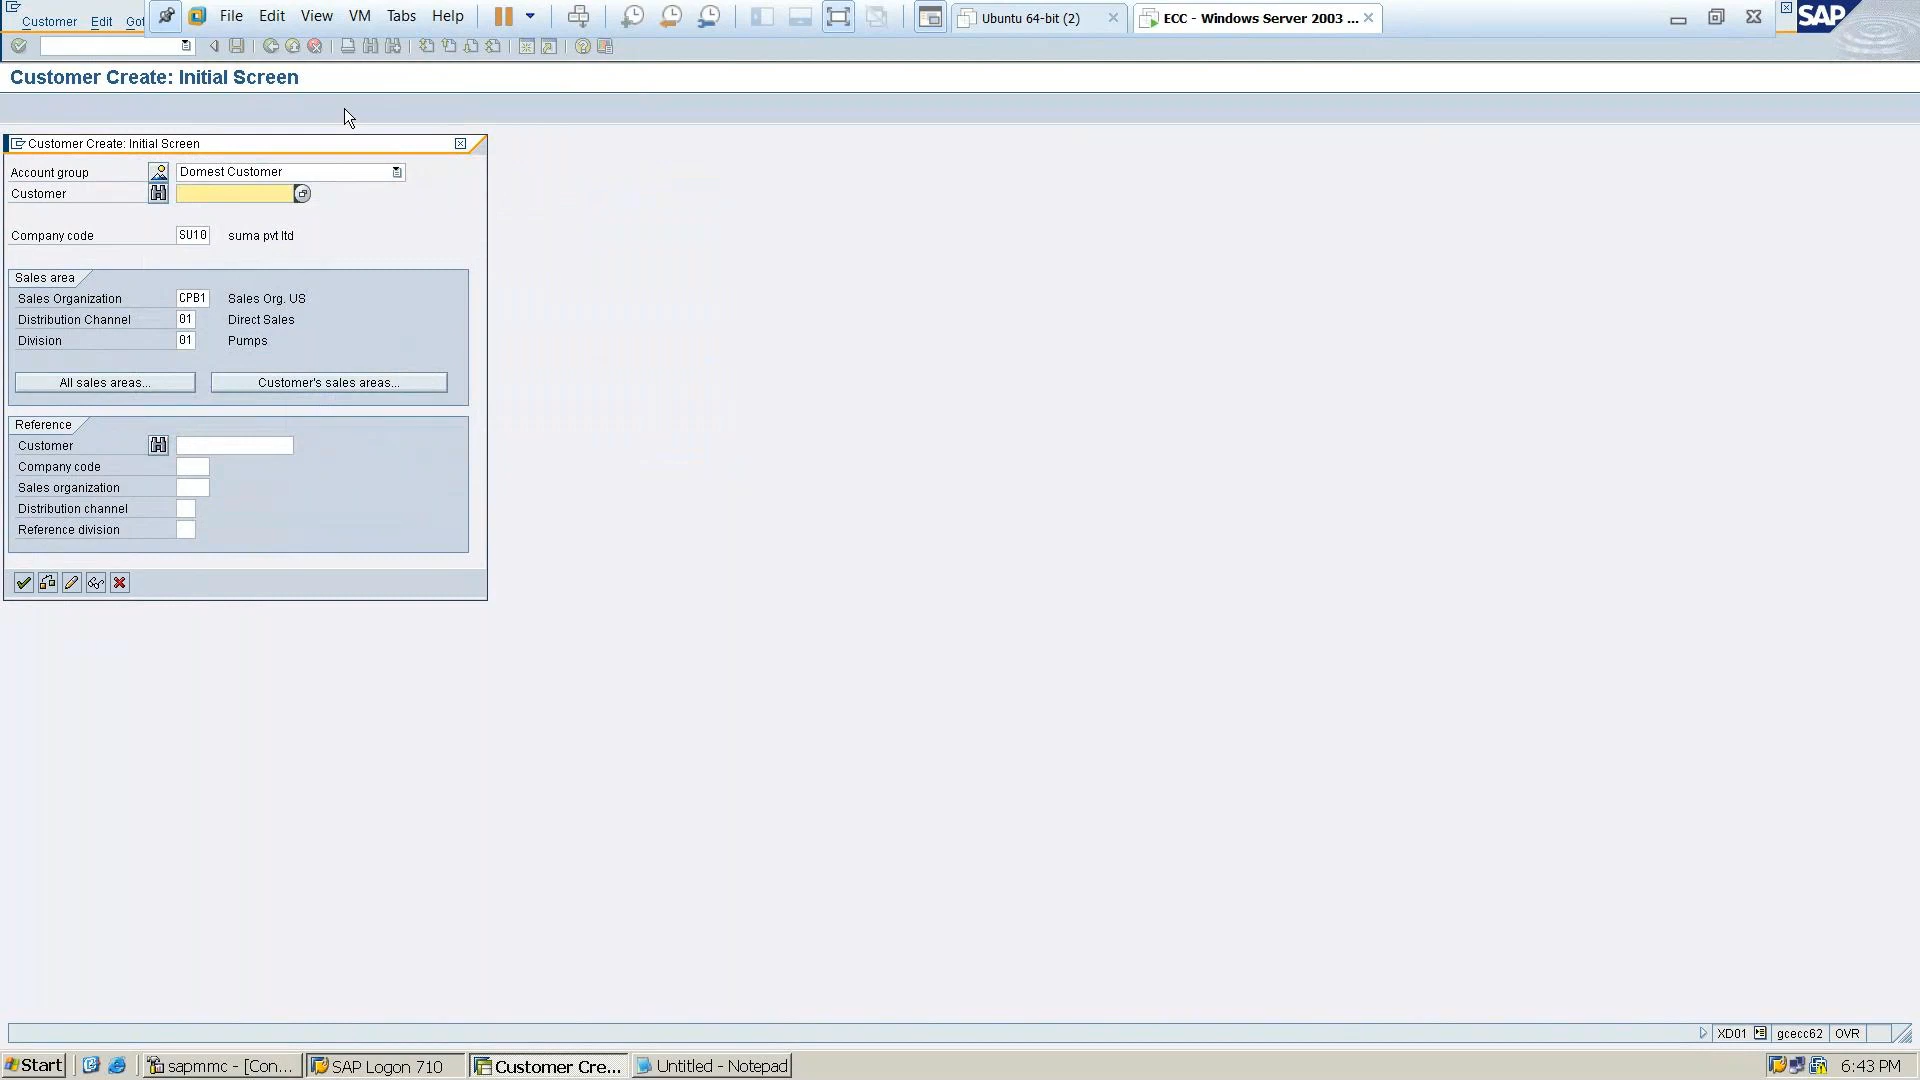 Customer Edit Got File Edit View VM Tabs Help Ubuntu 64-bit (2) ECC - Windows Server 2003 ... SAP
Customer Create: Initial Screen
Customer Create: Initial Screen
Account group Domest Customer
Customer
Company code SU10 suma pvt ltd
Sales area
Sales Organization CPB1 Sales Org. US
Distribution Channel 01 Direct Sales
Division 01 Pumps
All sales areas... Customer's sales areas...
Reference
Customer
Company code
Sales organization
Distribution channel
Reference division
XD01 gcecc62 OVR
Start sapmmc - [Con... SAP Logon 710 Customer Cre... Untitled - Notepad 6:43 PM